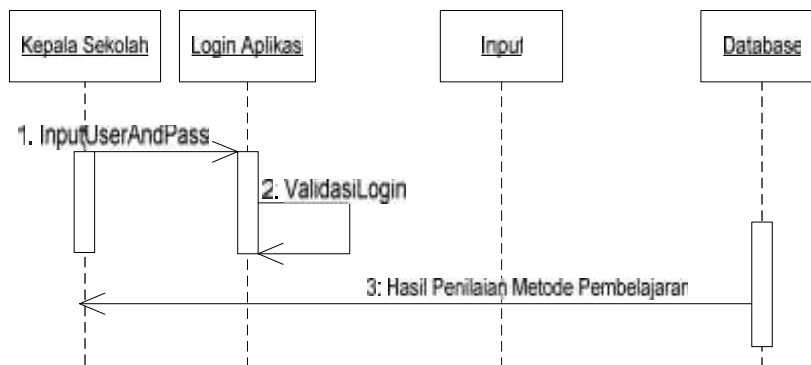 Kepala Sekolah
Login Aplikasi
Input
Database
1. InputUserAndPass
2: ValidasiLogin
3: Hasil Penilaian Metode Pembelajaran